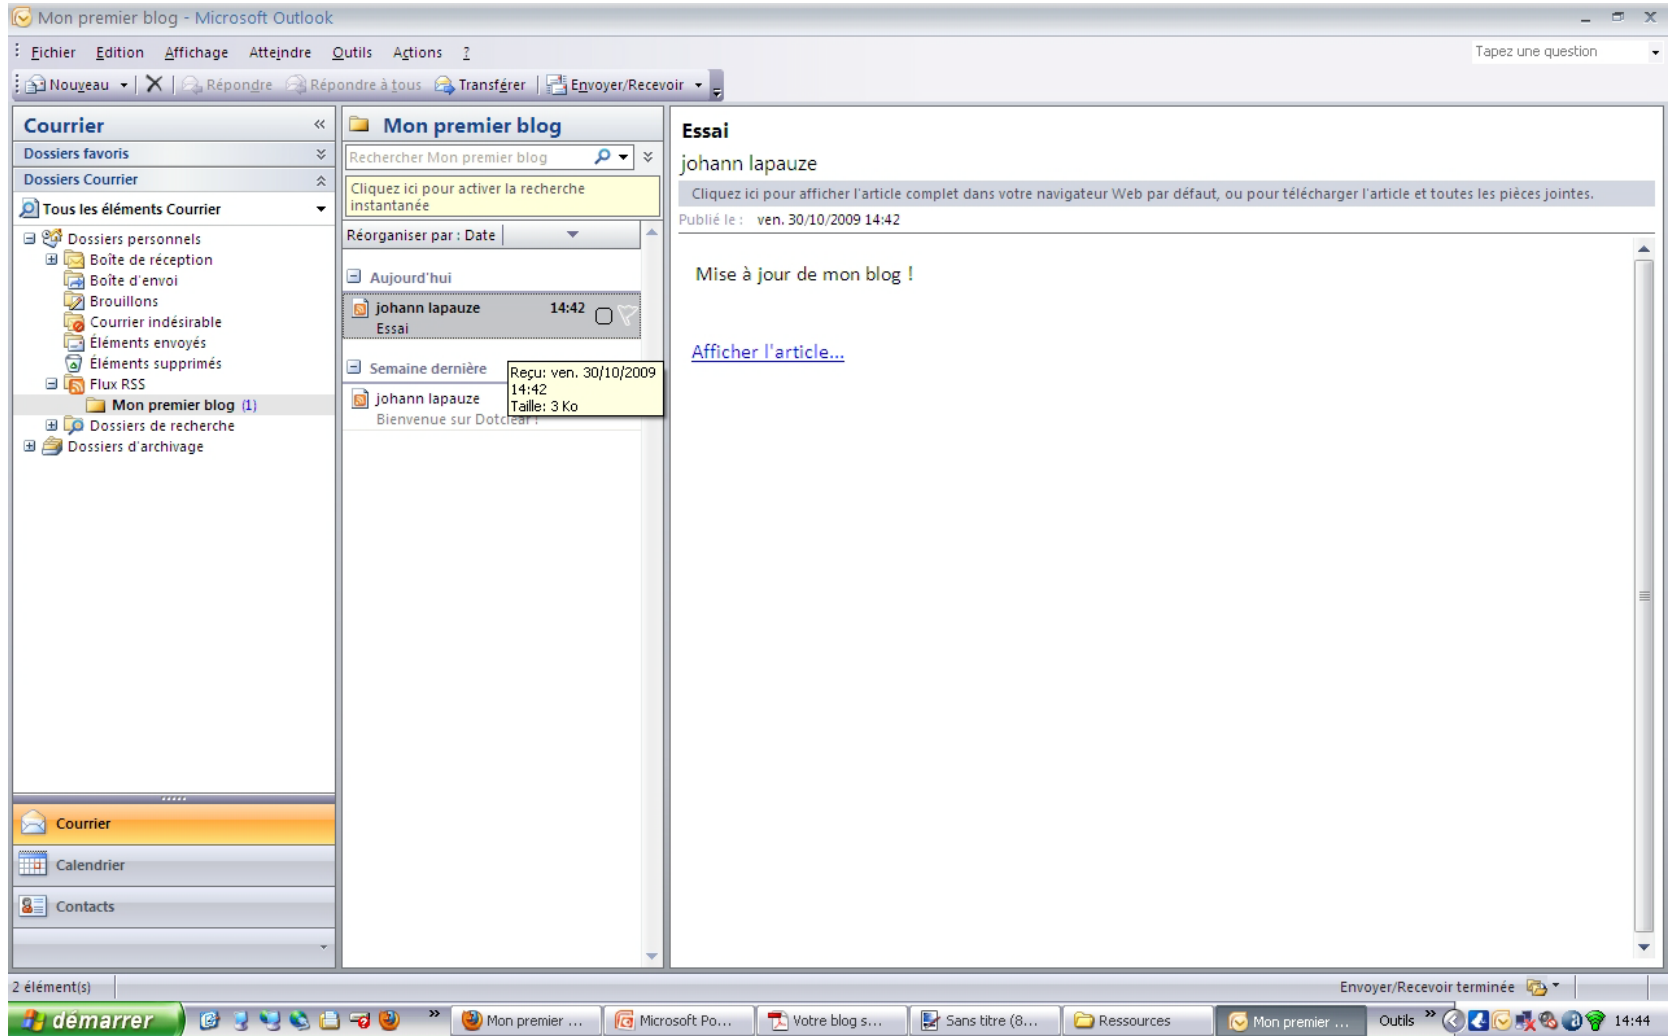 Mon premier blog - Microsoft Outlook
Fichier Edition Affichage Atteindre Outils Actions ?
Tapez une question
Nouveau Répondre Répondre à tous Transférer Envoyer/Recevoir
Courrier
Dossiers favoris
Dossiers Courrier
Tous les éléments Courrier
Dossiers personnels
Boîte de réception
Boîte d'envoi
Brouillons
Courrier indésirable
Éléments envoyés
Éléments supprimés
Flux RSS
Mon premier blog (1)
Dossiers de recherche
Dossiers d'archivage
Courrier
Calendrier
Contacts
Mon premier blog
Rechercher Mon premier blog
Cliquez ici pour activer la recherche
instantanée
Réorganiser par : Date
Aujourd'hui
johann lapauze 14:42
Essai
Semaine dernière
johann lapauze
Bienvenue sur Dotclear !
Reçu: ven. 30/10/2009
14:42
Taille: 3 Ko
Essai
johann lapauze
Cliquez ici pour afficher l'article complet dans votre navigateur Web par défaut, ou pour télécharger l'article et toutes les pièces jointes.
Publié le : ven. 30/10/2009 14:42
Mise à jour de mon blog !
Afficher l'article...
2 élément(s)
Envoyer/Recevoir terminée
démarrer
Mon premier ...
Microsoft Po...
Votre blog s...
Sans titre (8...
Ressources
Mon premier ...
Outils
14:44